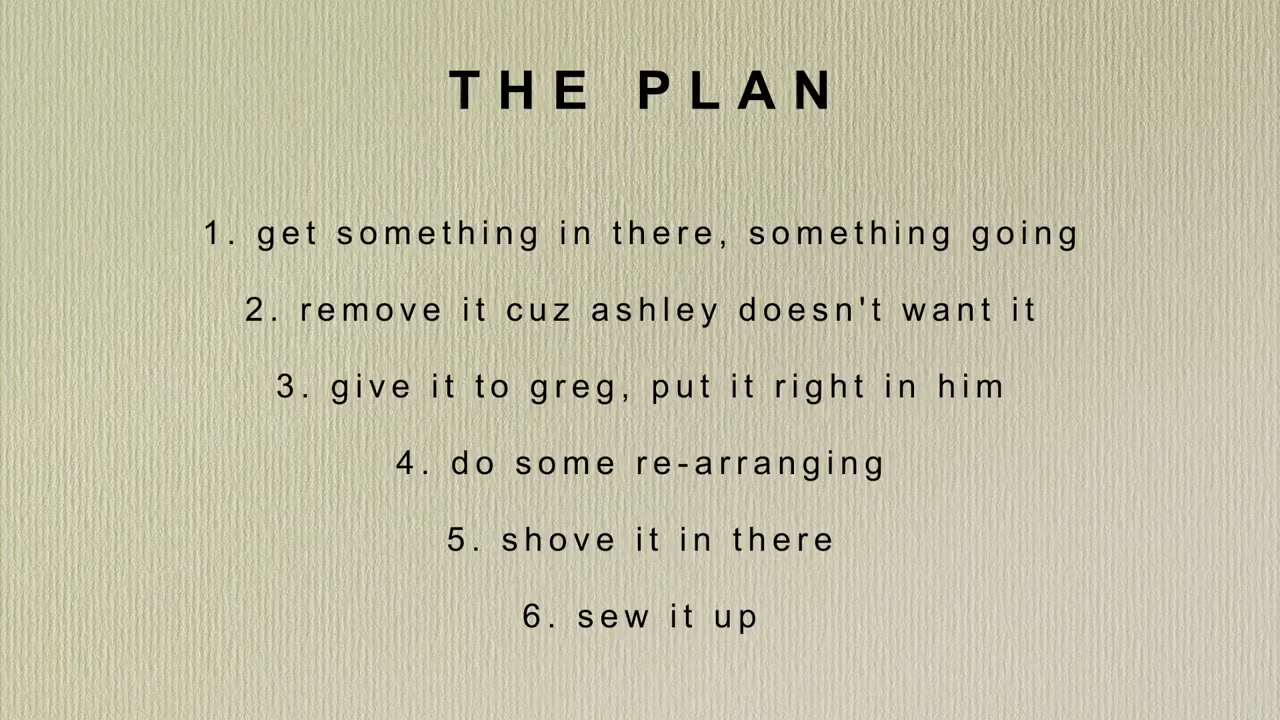 THE PLAN
1. get something in there, something going
2. remove it cuz ashley doesn't want it
3. give it to greg, put it right in him
4. do some re-arranging
5. shove it in there
6. sew it up